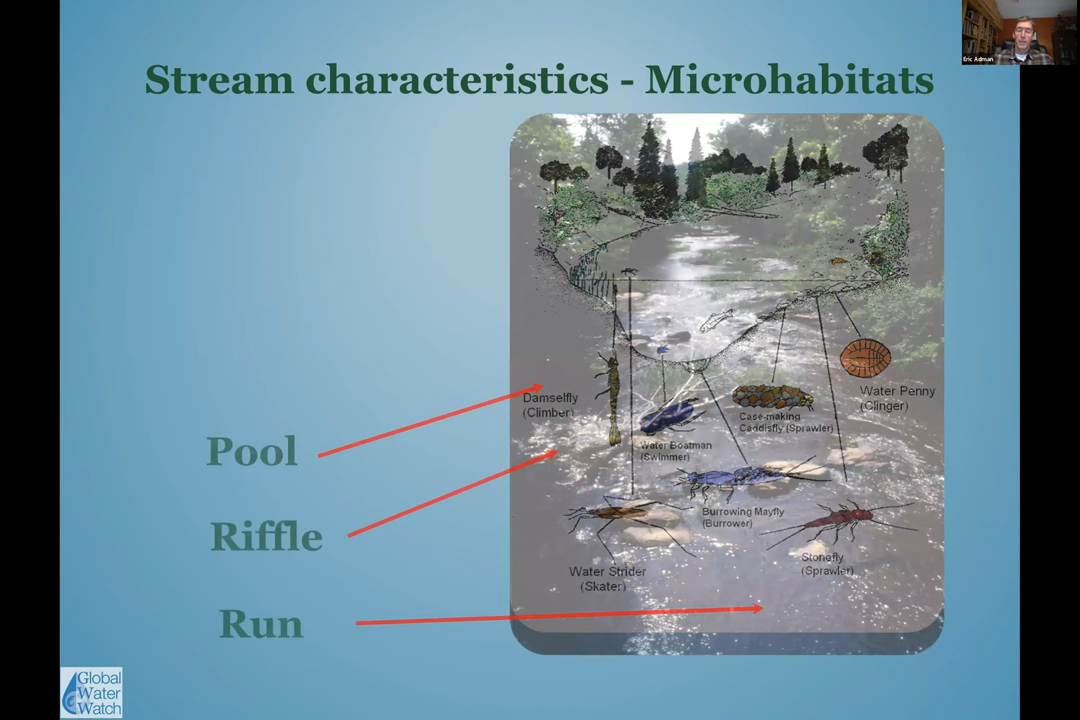 Eric Adman
Stream characteristics - Microhabitats
Water Penny
(Clinger)
Damselfly
(Climber)
Case-making
Caddisfly (Sprawler)
Water Boatman
(Swimmer)
Pool
Burrowing Mayfly
(Burrower)
Riffle
Stonefly
(Sprawler)
Water Strider
(Skater)
Run
Global
Water
Watch